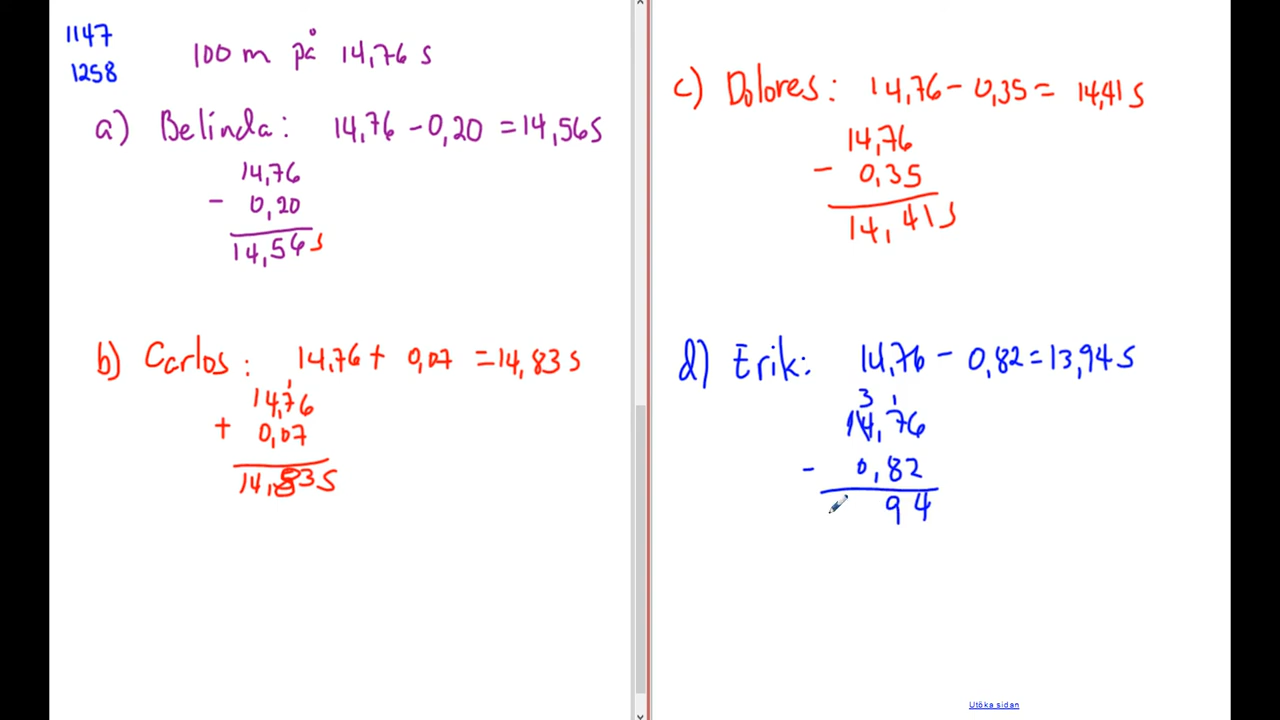 1147
1258
100 m på 14,76 s
a) Belinda: 14,76 - 0,20 = 14,56 s
14,76
- 0,20
14,56 s
b) Carlos: 14,76 + 0,07 = 14,83 s
1
14,76
+ 0,07
14,83 s
c) Dolores: 14,76 - 0,35 = 14,41 s
14,76
- 0,35
14,41 s
d) Erik: 14,76 - 0,82 = 13,94 s
3 1
14,76
- 0,82
94
Utöka sidan